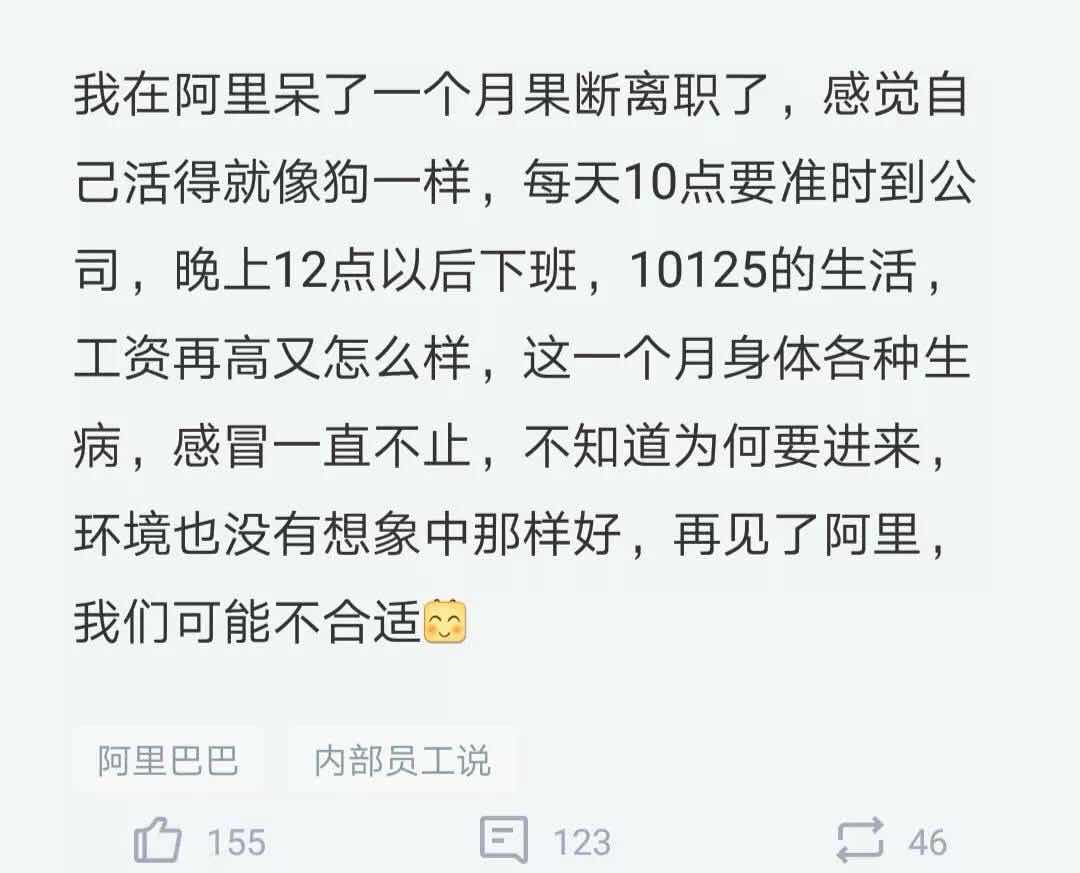 我在阿里呆了一个月果断离职了，感觉自
己活得就像狗一样，每天10点要准时到公
司，晚上12点以后下班，10125的生活，
工资再高又怎么样，这一个月身体各种生
病，感冒一直不止，不知道为何要进来，
环境也没有想象中那样好，再见了阿里，
我们可能不合适
阿里巴巴 内部员工说
155 123 46